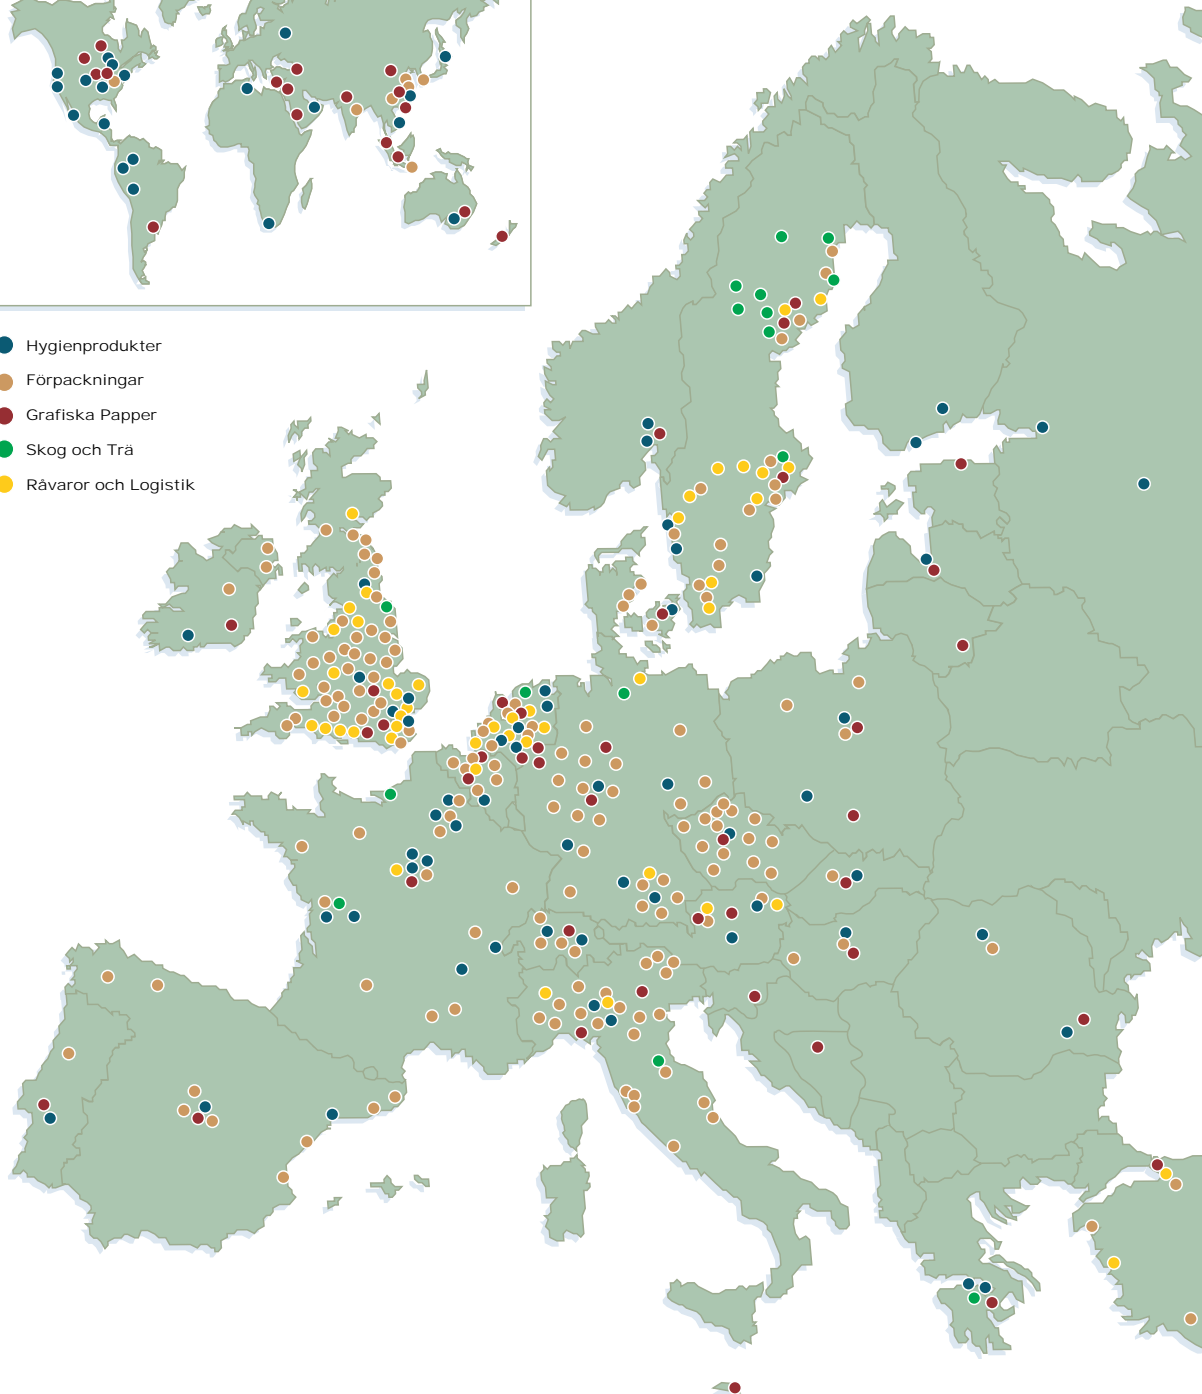 Hygienprodukter
Förpackningar
Grafiska Papper
Skog och Trä
Råvaror och Logistik